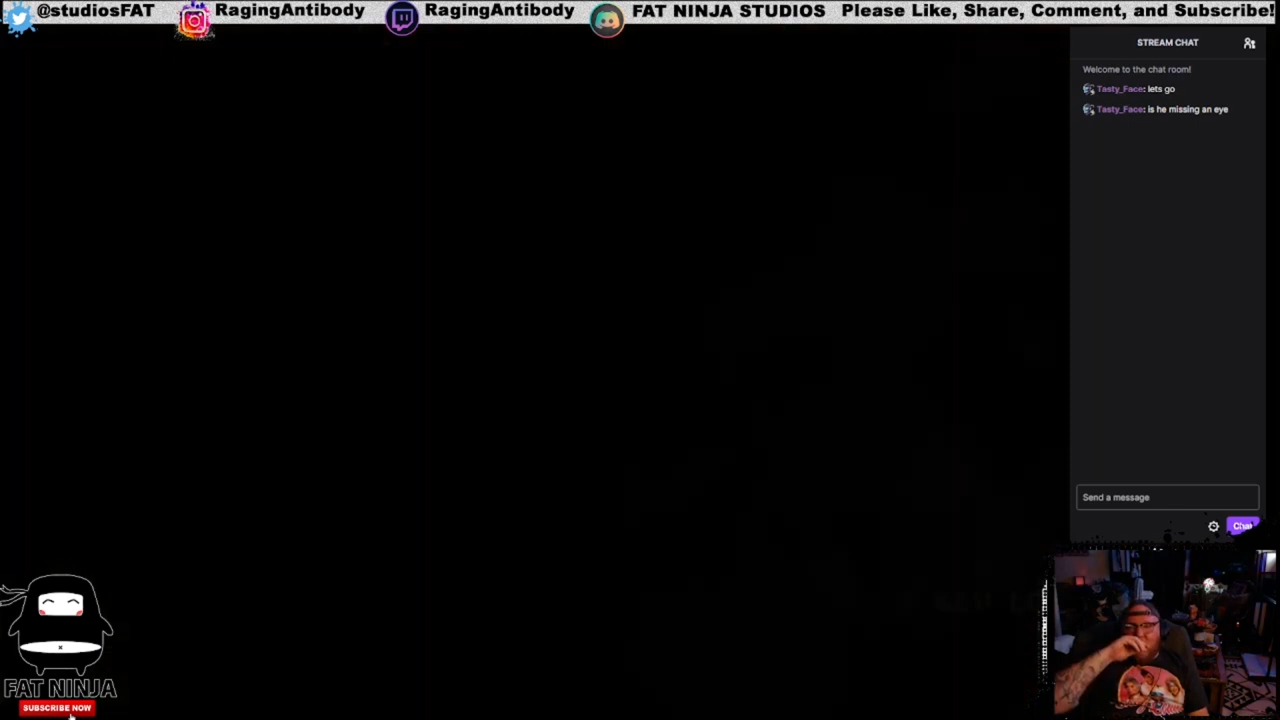 @studiosFAT RagingAntibody RagingAntibody FAT NINJA STUDIOS Please Like, Share, Comment, and Subscribe!
STREAM CHAT
Welcome to the chat room!
Tasty_Face: lets go
Tasty_Face: is he missing an eye
Send a message
Chat
FAT NINJA
SUBSCRIBE NOW